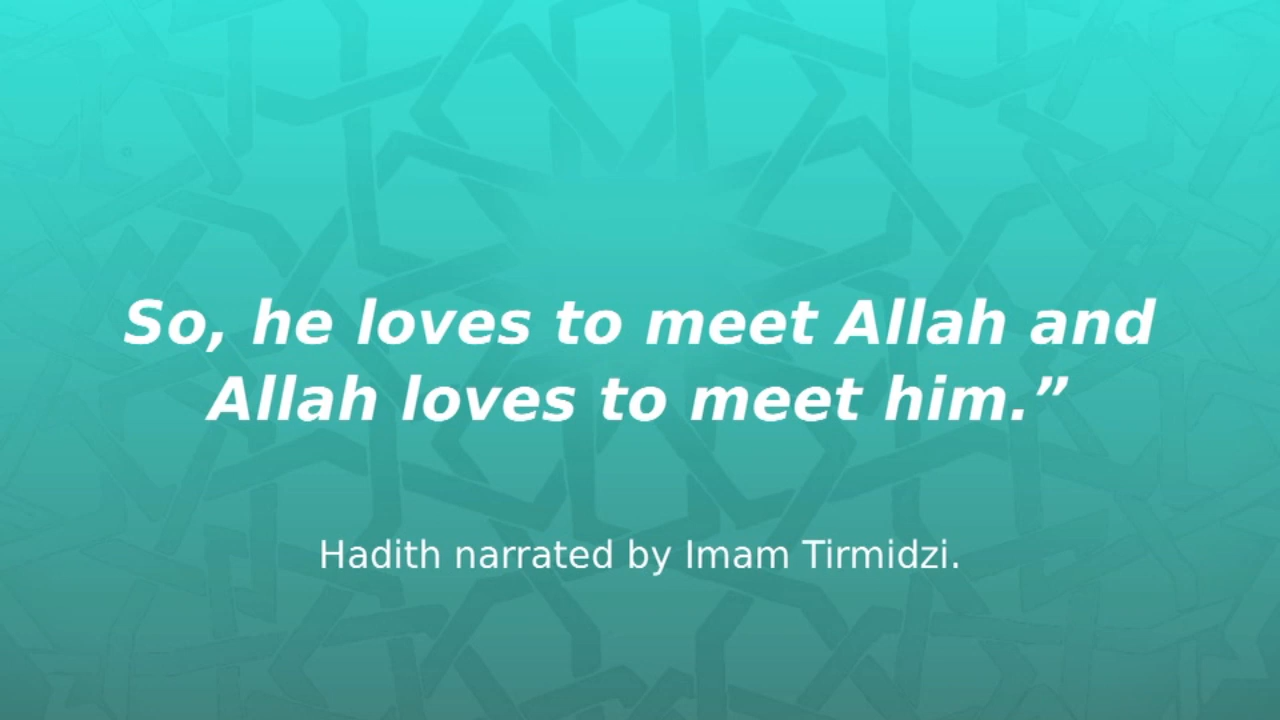 So, he loves to meet Allah and
Allah loves to meet him.”
Hadith narrated by Imam Tirmidzi.